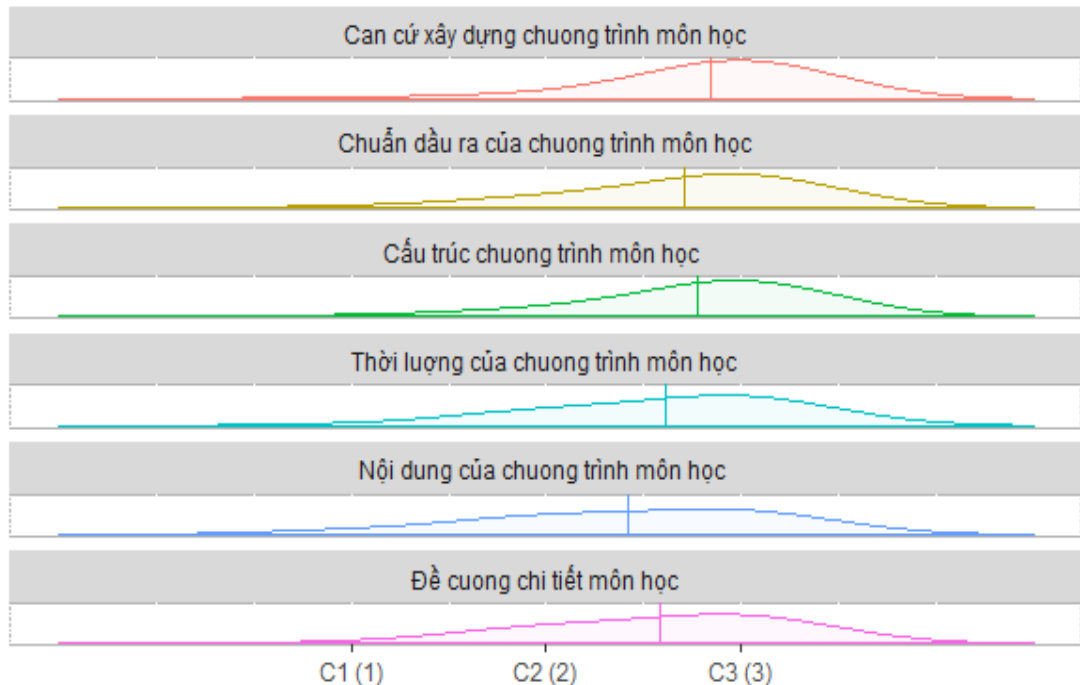 Can cứ xây dựng chuong trình môn học
Chuẩn dầu ra của chuong trình môn học
Cấu trúc chuong trình môn học
Thời luợng của chuong trình môn học
Nội dung của chuong trình môn học
Đề cuong chi tiết môn học
C1 (1) C2 (2) C3 (3)